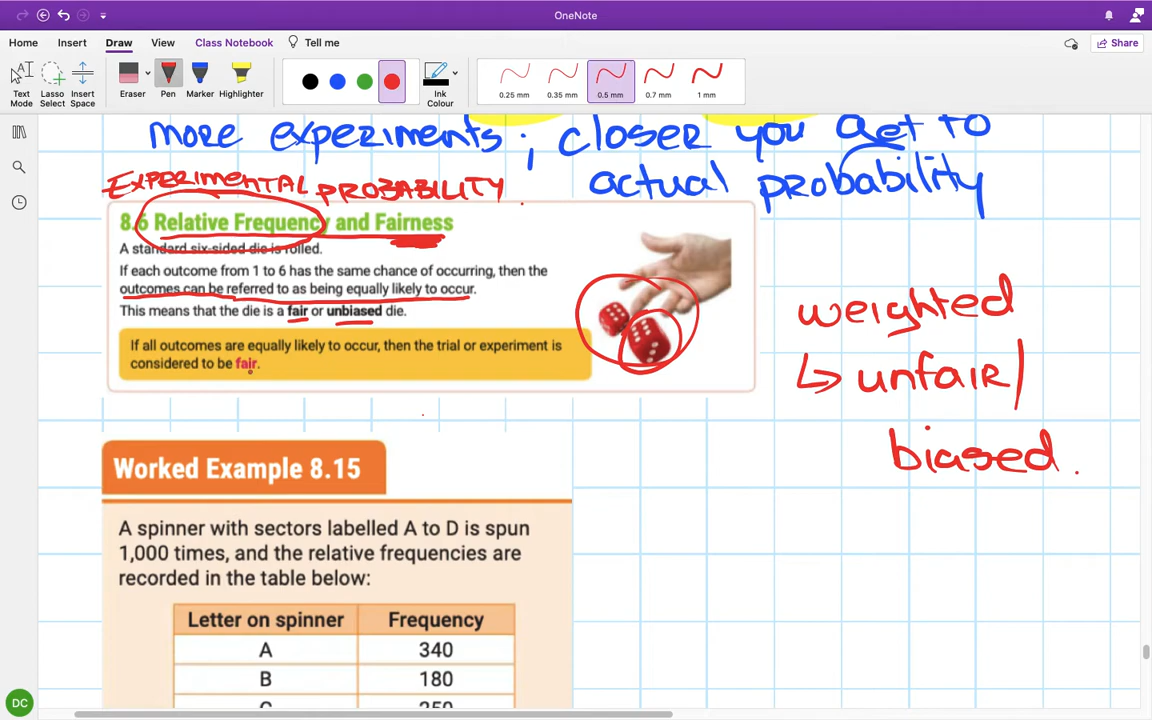 OneNote
Home Insert Draw View Class Notebook Tell me
Share
Text Mode
Lasso Select
Insert Space
Eraser
Pen
Marker
Highlighter
Ink Colour
0.25 mm
0.35 mm
0.5 mm
0.7 mm
1 mm
more experiments ; closer you get to
actual probability
EXPERIMENTAL PROBABILITY
8.6 Relative Frequency and Fairness
A standard six-sided die is rolled.
If each outcome from 1 to 6 has the same chance of occurring, then the
outcomes can be referred to as being equally likely to occur.
This means that the die is a fair or unbiased die.
If all outcomes are equally likely to occur, then the trial or experiment is
considered to be fair.
weighted
↳ unfair/
biased.
Worked Example 8.15
A spinner with sectors labelled A to D is spun
1,000 times, and the relative frequencies are
recorded in the table below:
Letter on spinner Frequency
A 340
B 180
DC